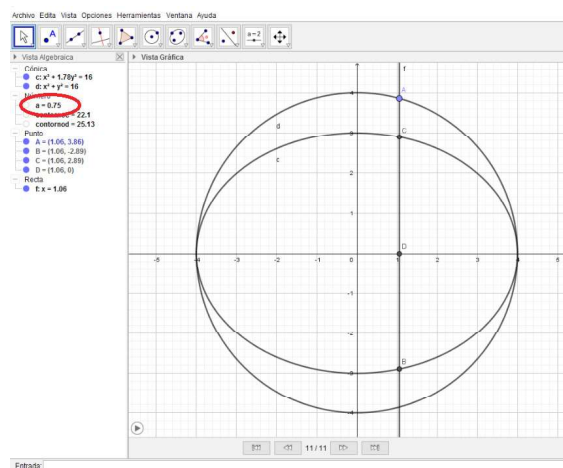 Archivo Edita Vista Opciones Herramientas Ventana Ayuda
a=2
Vista Algebraica
Vista Gráfica
Cónica
c: x² + 1.78y² = 16
d: x² + y² = 16
Número
a = 0.75
contornoc = 22.1
contornod = 25.13
Punto
A = (1.06, 3.86)
B = (1.06, -2.89)
C = (1.06, 2.89)
D = (1.06, 0)
Recta
f: x = 1.06
f
A
4
d
C
3
c
2
1
D
-5 -4 -3 -2 -1 0 1 2 3 4 5
-1
-2
B
-3
-4
11 / 11
Entrada: